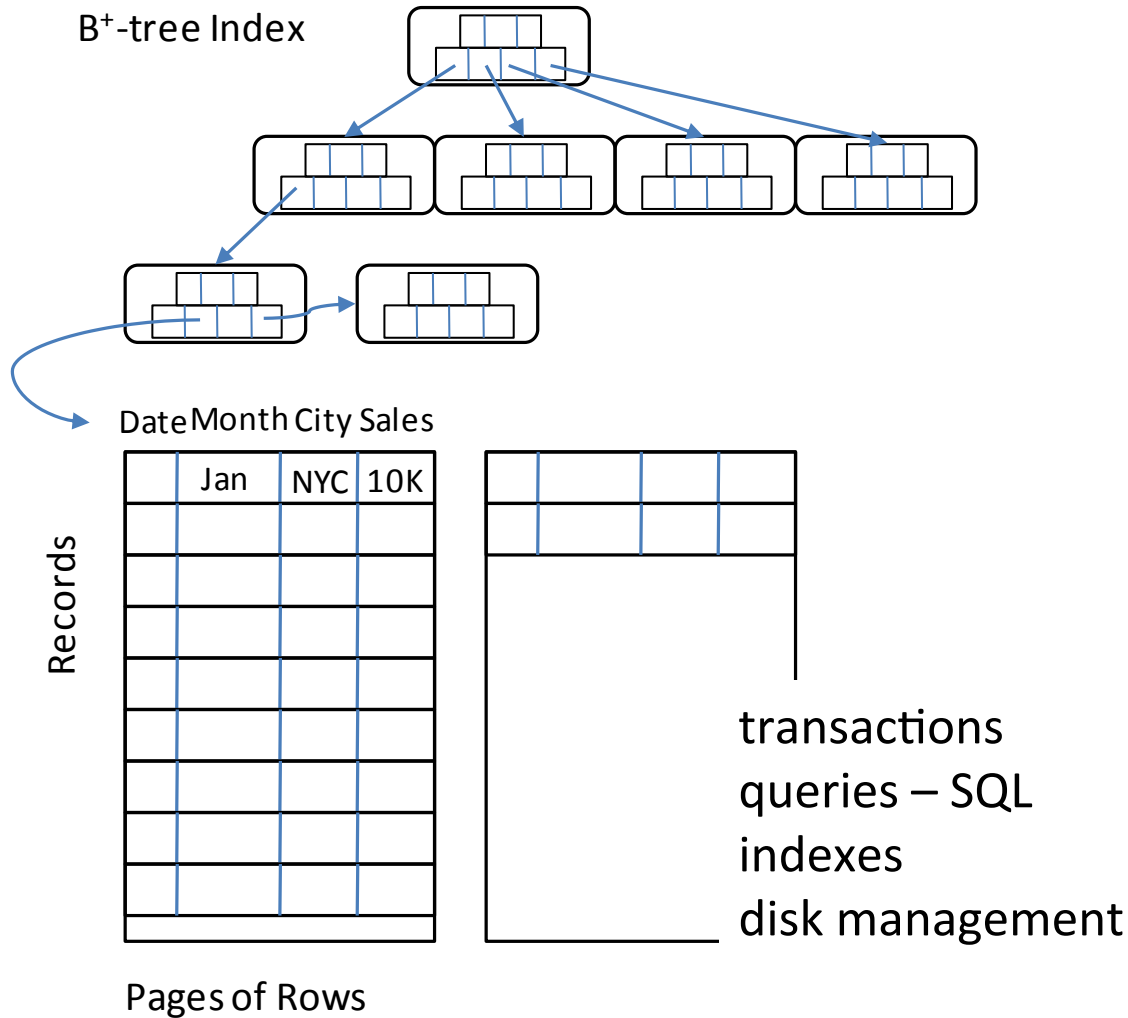 B⁺-tree Index
Date Month City Sales
Jan NYC 10K
Records
transactions
queries – SQL
indexes
disk management
Pages of Rows